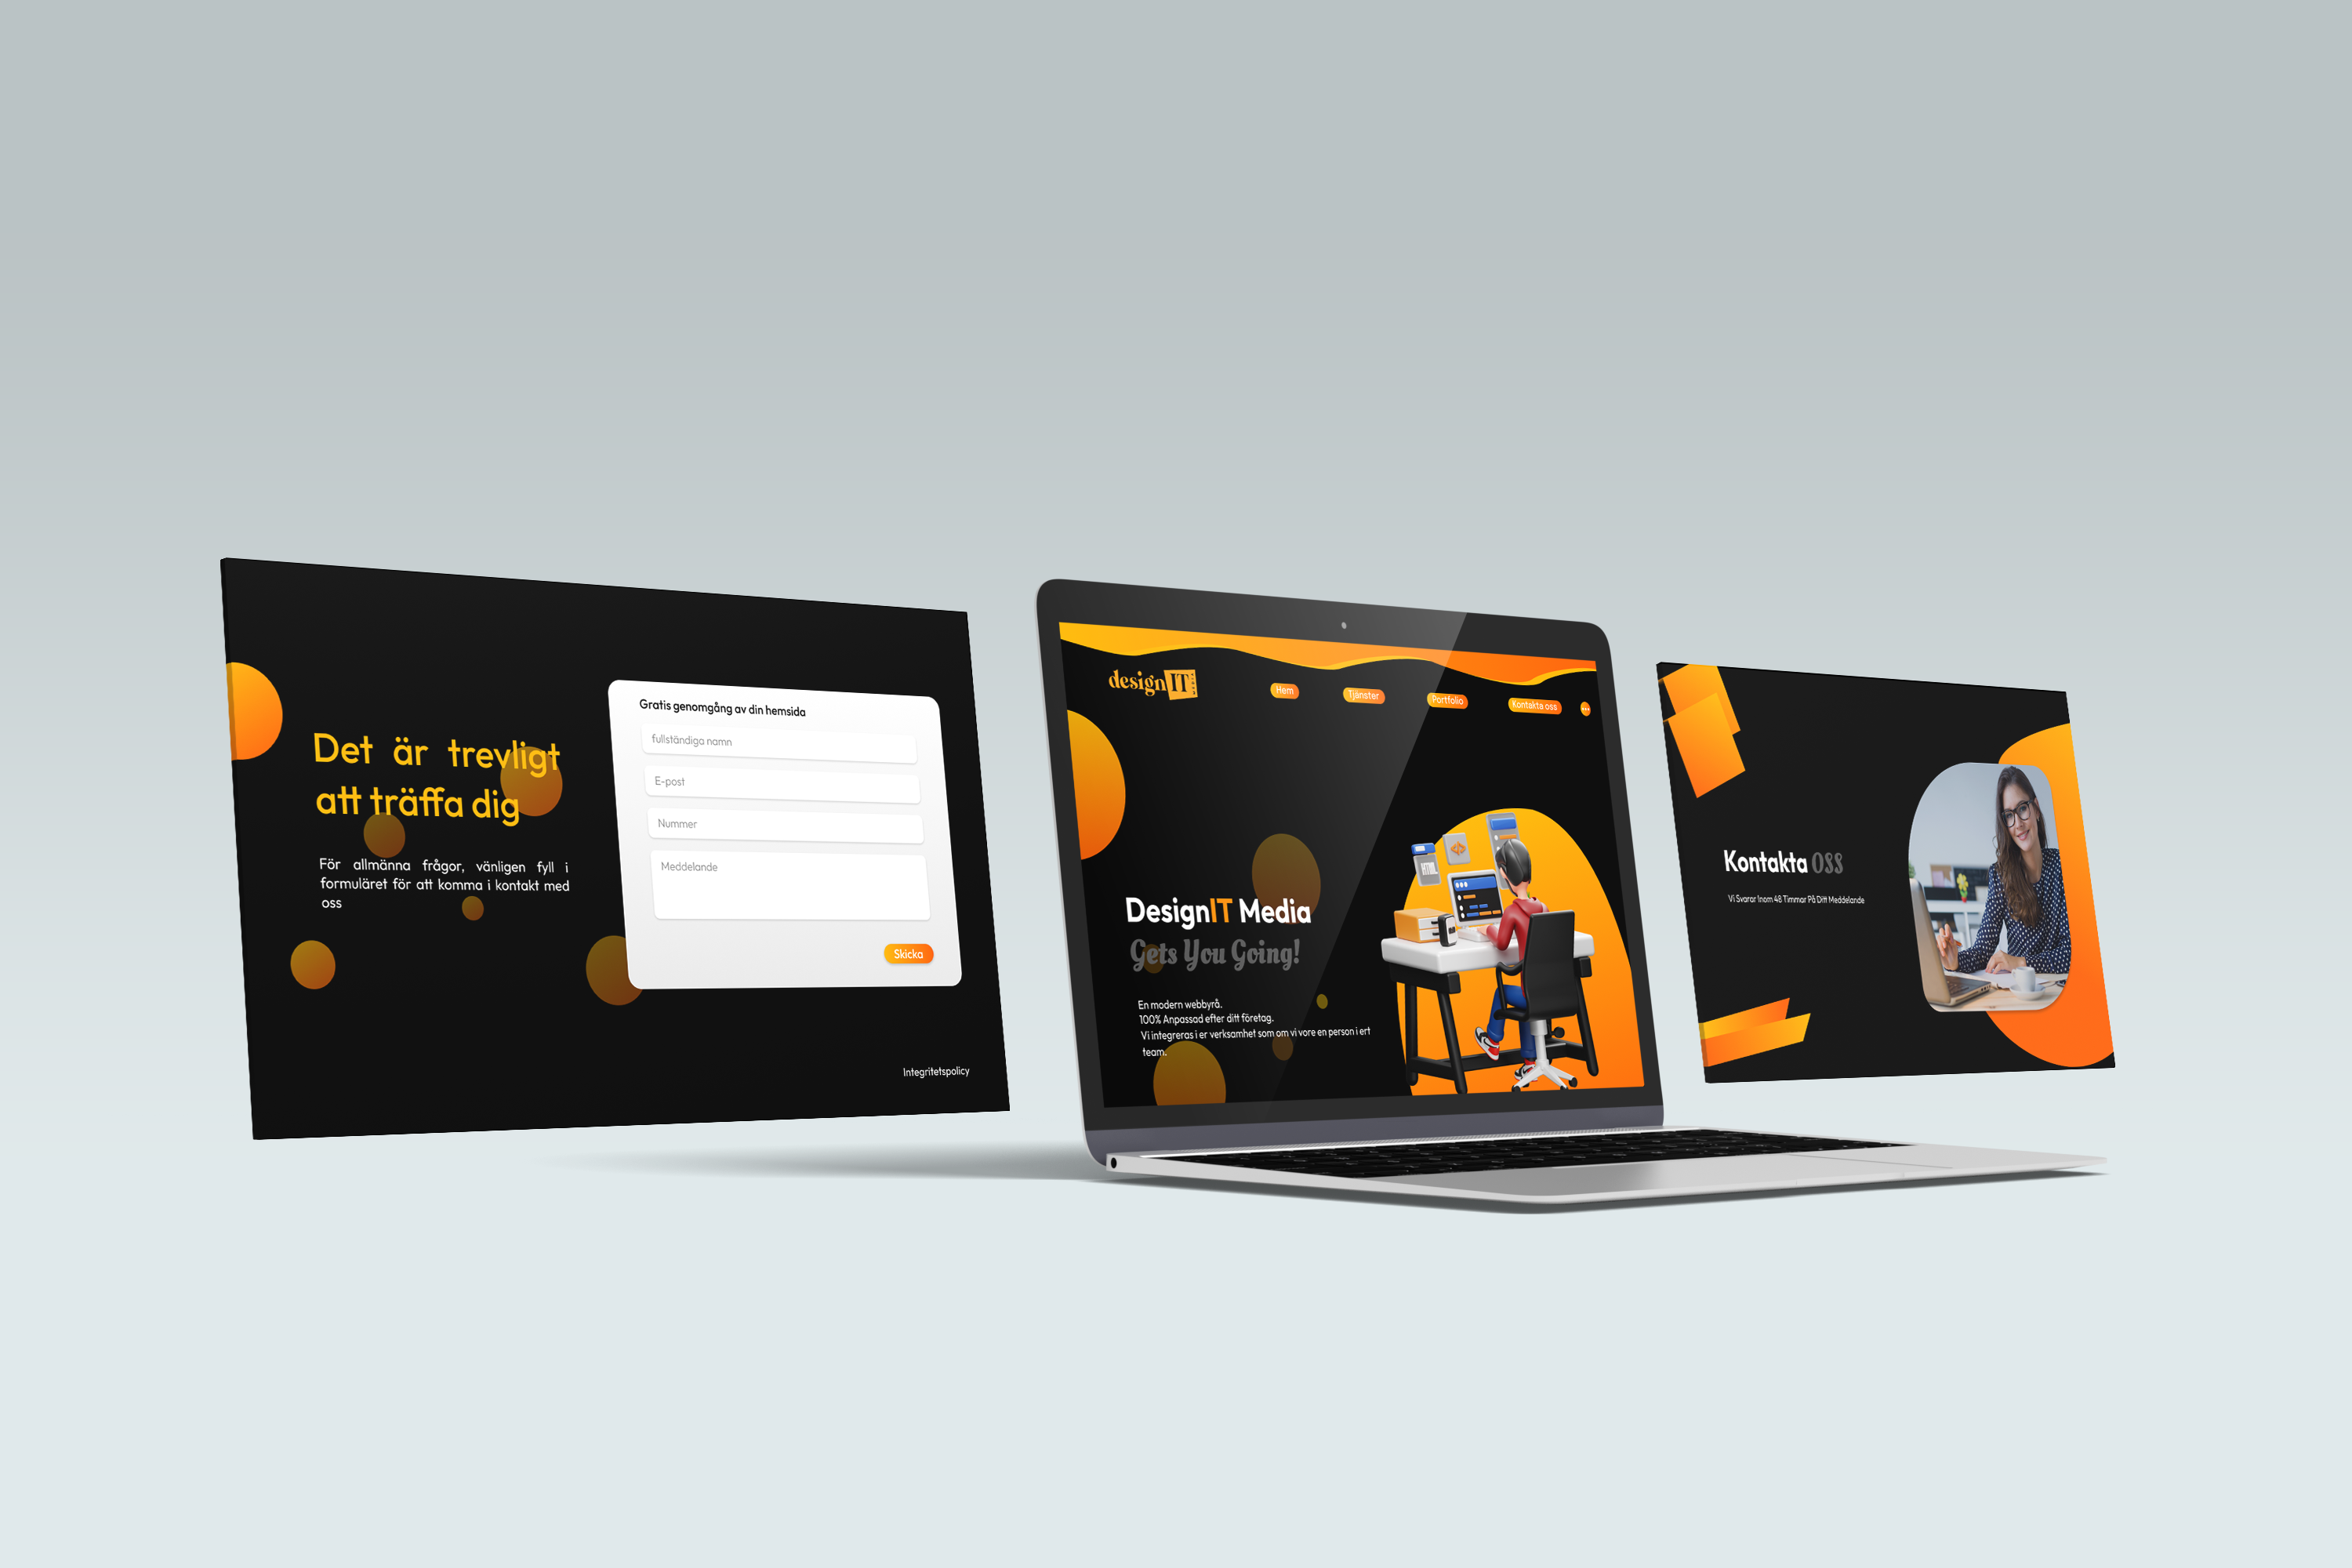 Det är trevligt
att träffa dig
För allmänna frågor, vänligen fyll i
formuläret för att komma i kontakt med
oss
Gratis genomgång av din hemsida
fullständiga namn
E-post
Nummer
Meddelande
Skicka
Integritetspolicy
designIT MEDIA
Hem
Tjänster
Portfolio
Kontakta oss
DesignIT Media
Gets You Going!
En modern webbyrå.
100% Anpassad efter ditt företag.
Vi integreras i er verksamhet som om vi vore en person i ert
team.
HTML
Kontakta oss
Vi Svarar Inom 48 Timmar På Ditt Meddelande